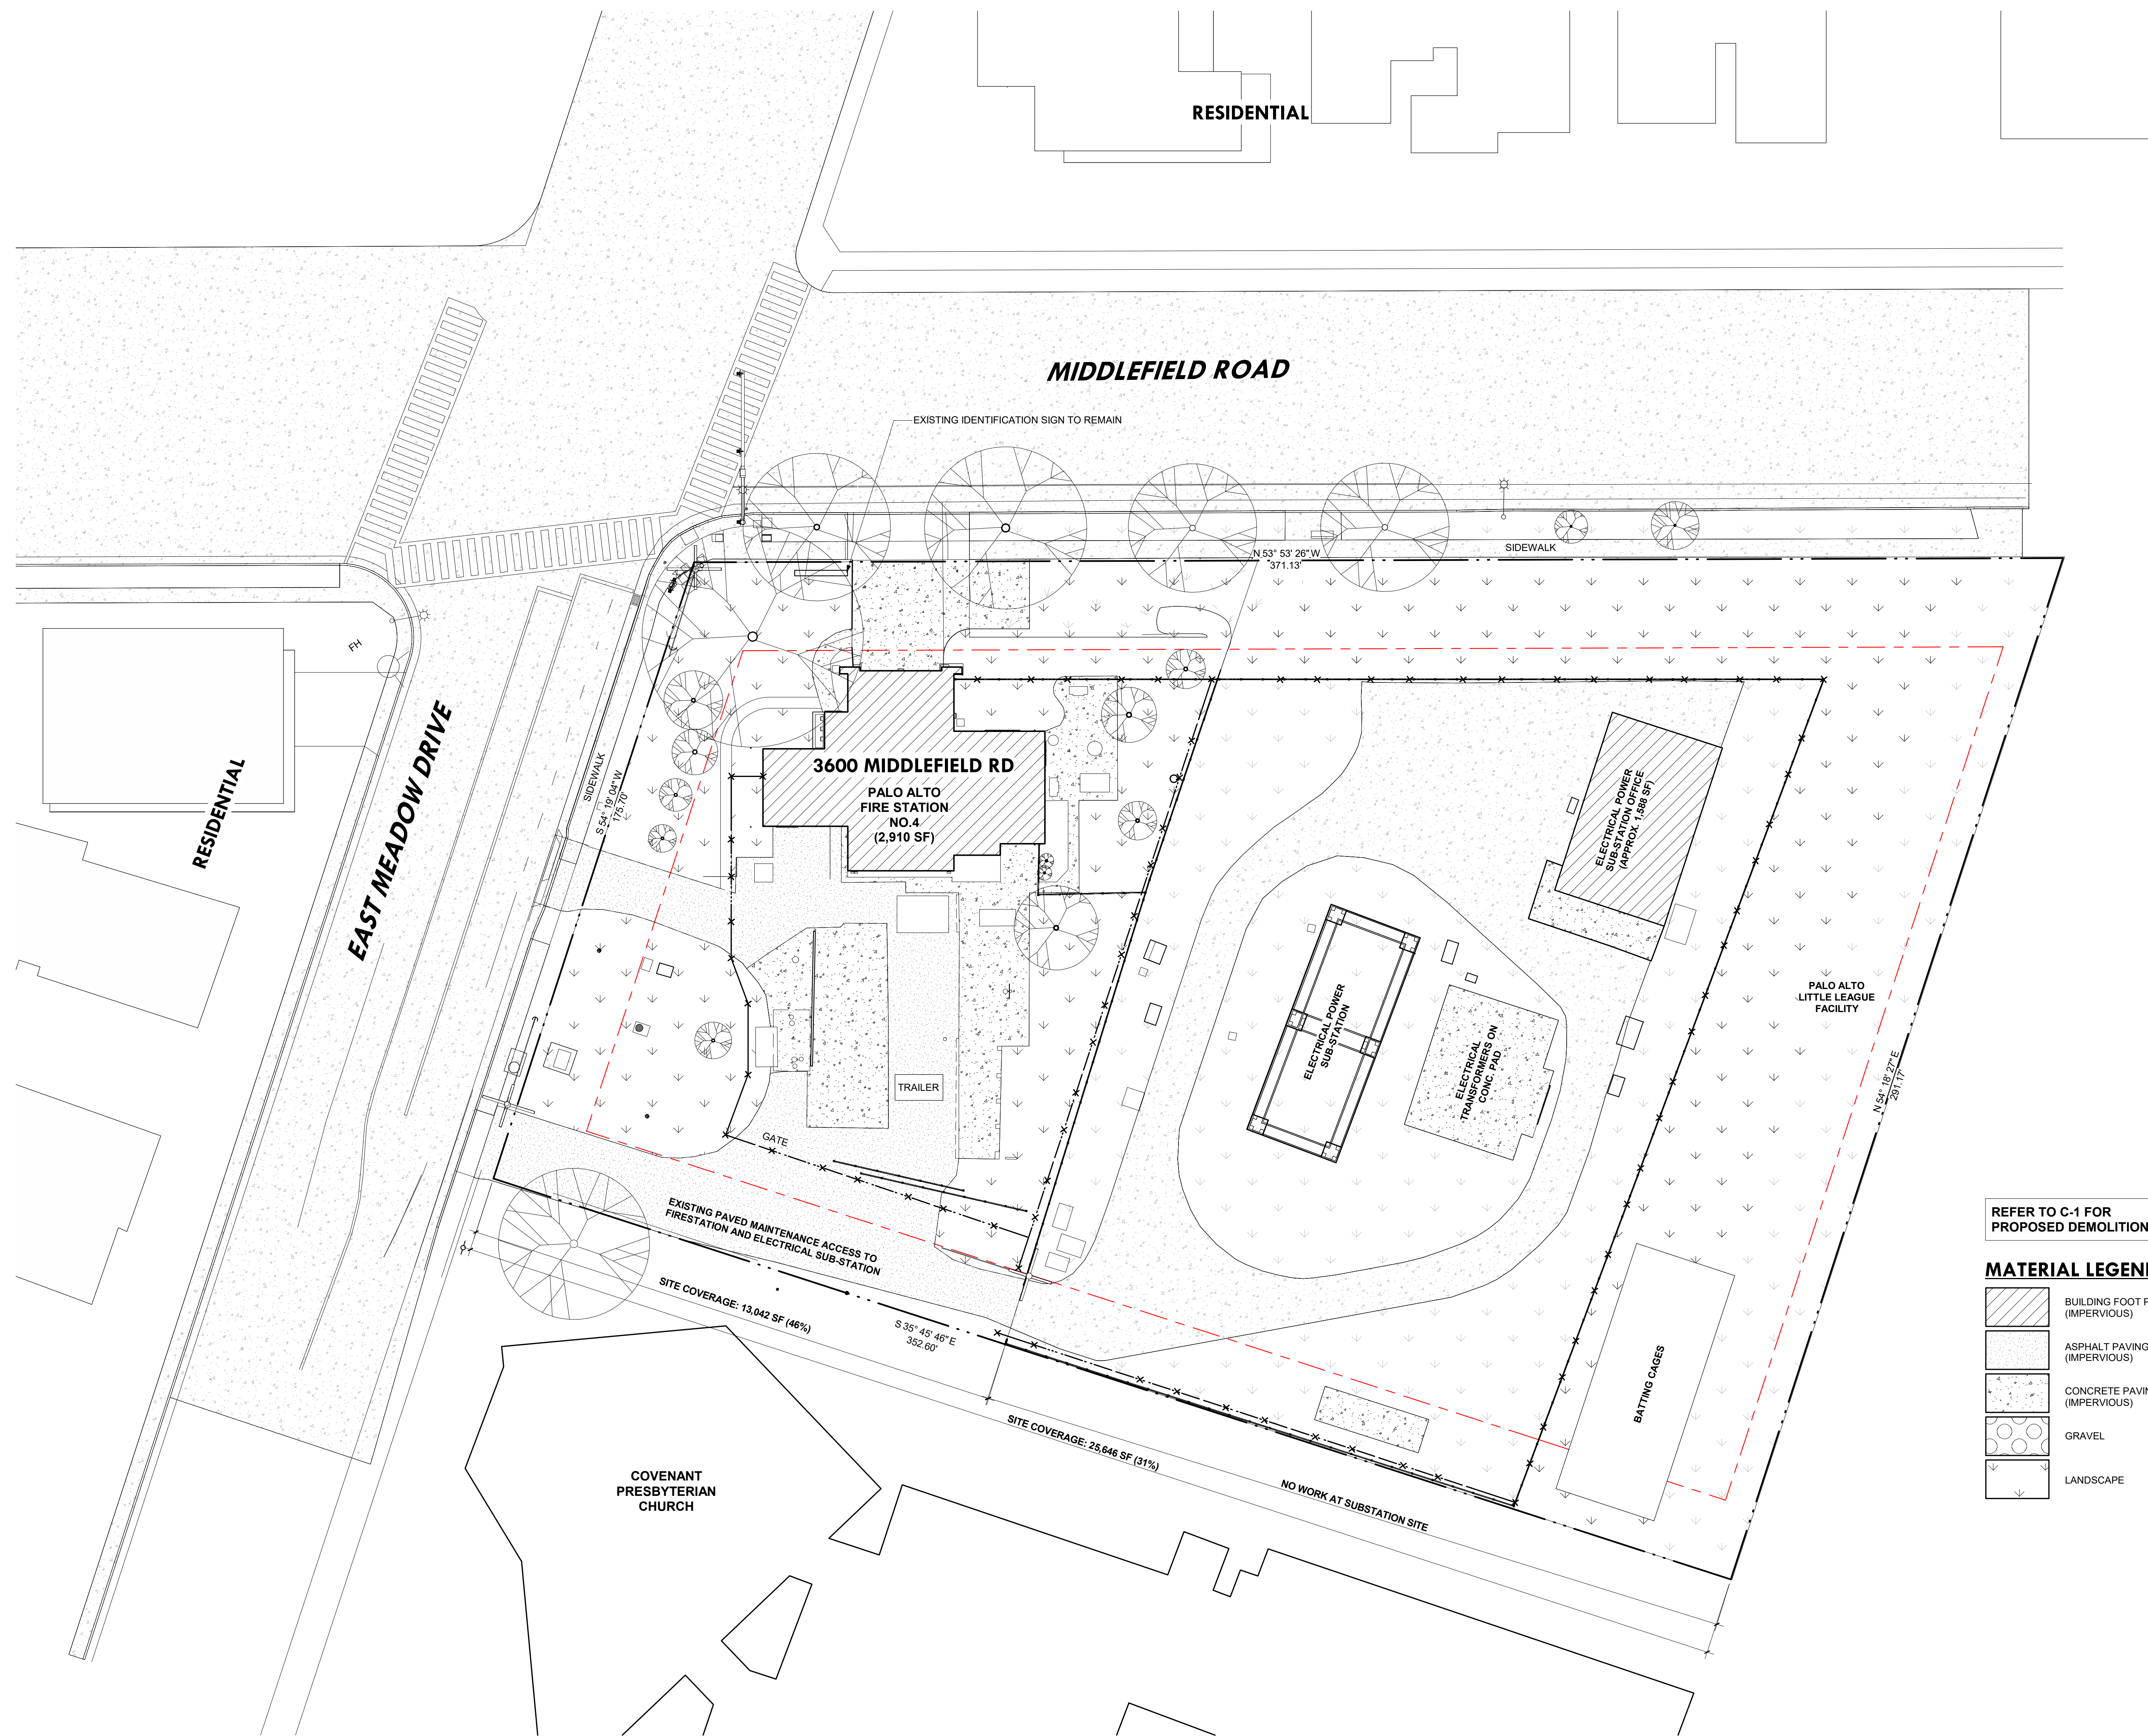 RESIDENTIAL
MIDDLEFIELD ROAD
EXISTING IDENTIFICATION SIGN TO REMAIN
N 53° 53' 26" W
371.13'
SIDEWALK
FH
RESIDENTIAL
EAST MEADOW DRIVE
SIDEWALK
S 54° 19' 04" W
175.70'
3600 MIDDLEFIELD RD
PALO ALTO
FIRE STATION
NO.4
(2,910 SF)
ELECTRICAL POWER
SUB-STATION OFFICE
(APPROX. 1,588 SF)
ELECTRICAL POWER
SUB-STATION
ELECTRICAL
TRANSFORMERS ON
CONC. PAD
PALO ALTO
LITTLE LEAGUE
FACILITY
N 54° 18' 27" E
291.17'
TRAILER
GATE
EXISTING PAVED MAINTENANCE ACCESS TO
FIRESTATION AND ELECTRICAL SUB-STATION
SITE COVERAGE: 13,042 SF (46%)
S 35° 45' 46" E
352.60'
SITE COVERAGE: 25,646 SF (31%)
NO WORK AT SUBSTATION SITE
BATTING CAGES
COVENANT
PRESBYTERIAN
CHURCH
REFER TO C-1 FOR
PROPOSED DEMOLITION
MATERIAL
BUILDING FOOT
(IMPERVIOUS)
ASPHALT PAVING
(IMPERVIOUS)
CONCRETE
(IMPERVIOUS)
GRAVEL
LANDSCAPE